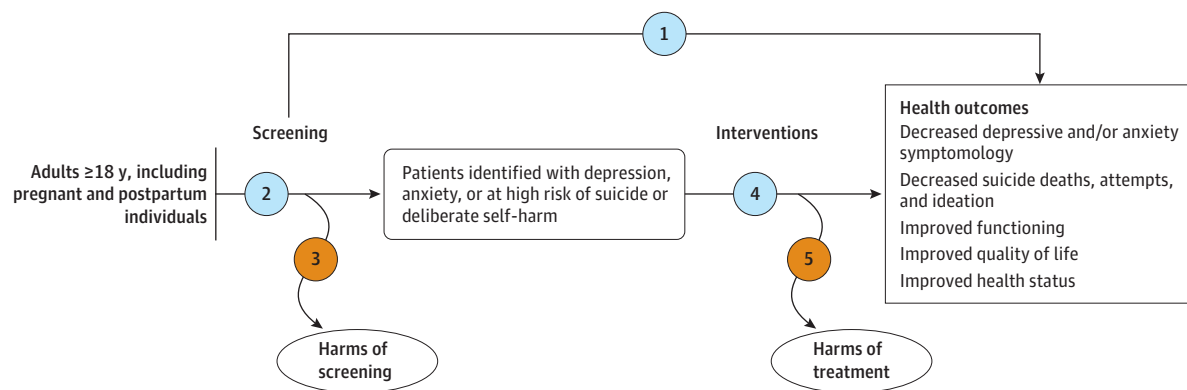 1
Screening
Interventions
Adults ≥18 y, including
pregnant and postpartum
individuals
2
Patients identified with depression,
anxiety, or at high risk of suicide or
deliberate self-harm
4
Health outcomes
Decreased depressive and/or anxiety
symptomology
Decreased suicide deaths, attempts,
and ideation
Improved functioning
Improved quality of life
Improved health status
3
5
Harms of
screening
Harms of
treatment